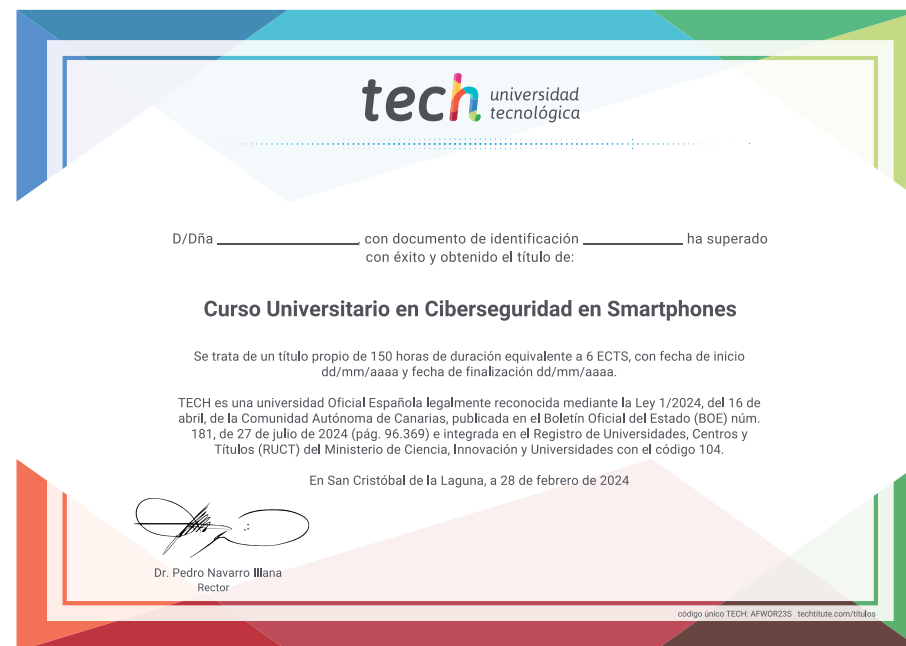 tech universidad
tecnológica
D/Dña ____________________, con documento de identificación ______________ ha superado
con éxito y obtenido el título de:
Curso Universitario en Ciberseguridad en Smartphones
Se trata de un título propio de 150 horas de duración equivalente a 6 ECTS, con fecha de inicio
dd/mm/aaaa y fecha de finalización dd/mm/aaaa.
TECH es una universidad Oficial Española legalmente reconocida mediante la Ley 1/2024, del 16 de
abril, de la Comunidad Autónoma de Canarias, publicada en el Boletín Oficial del Estado (BOE) núm.
181, de 27 de julio de 2024 (pág. 96.369) e integrada en el Registro de Universidades, Centros y
Títulos (RUCT) del Ministerio de Ciencia, Innovación y Universidades con el código 104.
En San Cristóbal de la Laguna, a 28 de febrero de 2024
Dr. Pedro Navarro Illana
Rector
código único TECH: AFWOR23S techtitute.com/titulos